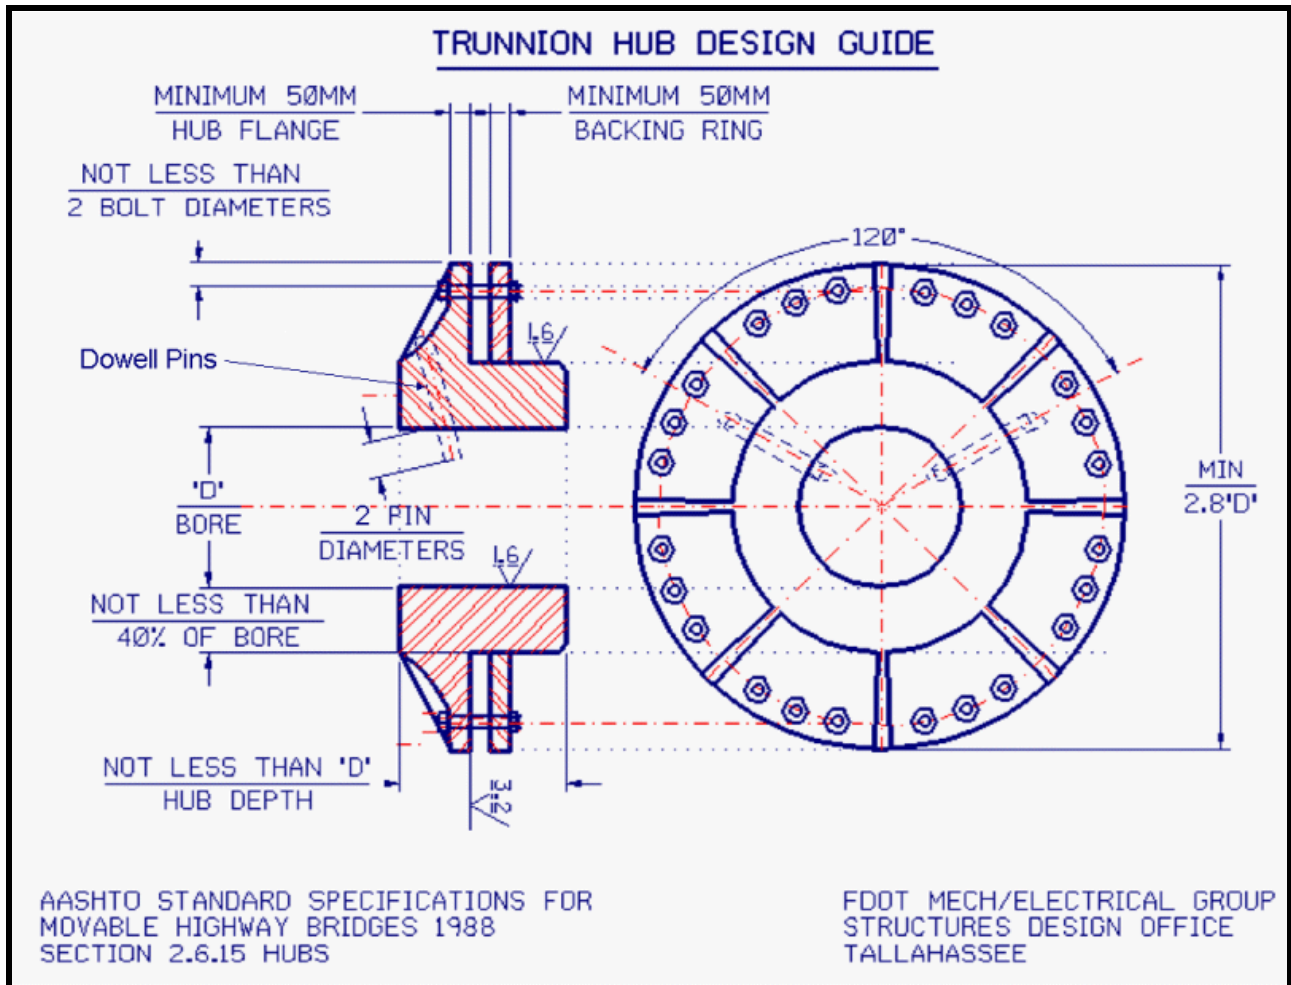 TRUNNION HUB DESIGN GUIDE
MINIMUM 50MM
HUB FLANGE
MINIMUM 50MM
BACKING RING
NOT LESS THAN
2 BOLT DIAMETERS
120°
1.6
Dowell Pins
'D'
BORE
2 PIN
DIAMETERS
MIN
2.8'D'
1.6
NOT LESS THAN
40% OF BORE
NOT LESS THAN 'D'
HUB DEPTH
3.2
AASHTO STANDARD SPECIFICATIONS FOR
MOVABLE HIGHWAY BRIDGES 1988
SECTION 2.6.15 HUBS
FDOT MECH/ELECTRICAL GROUP
STRUCTURES DESIGN OFFICE
TALLAHASSEE